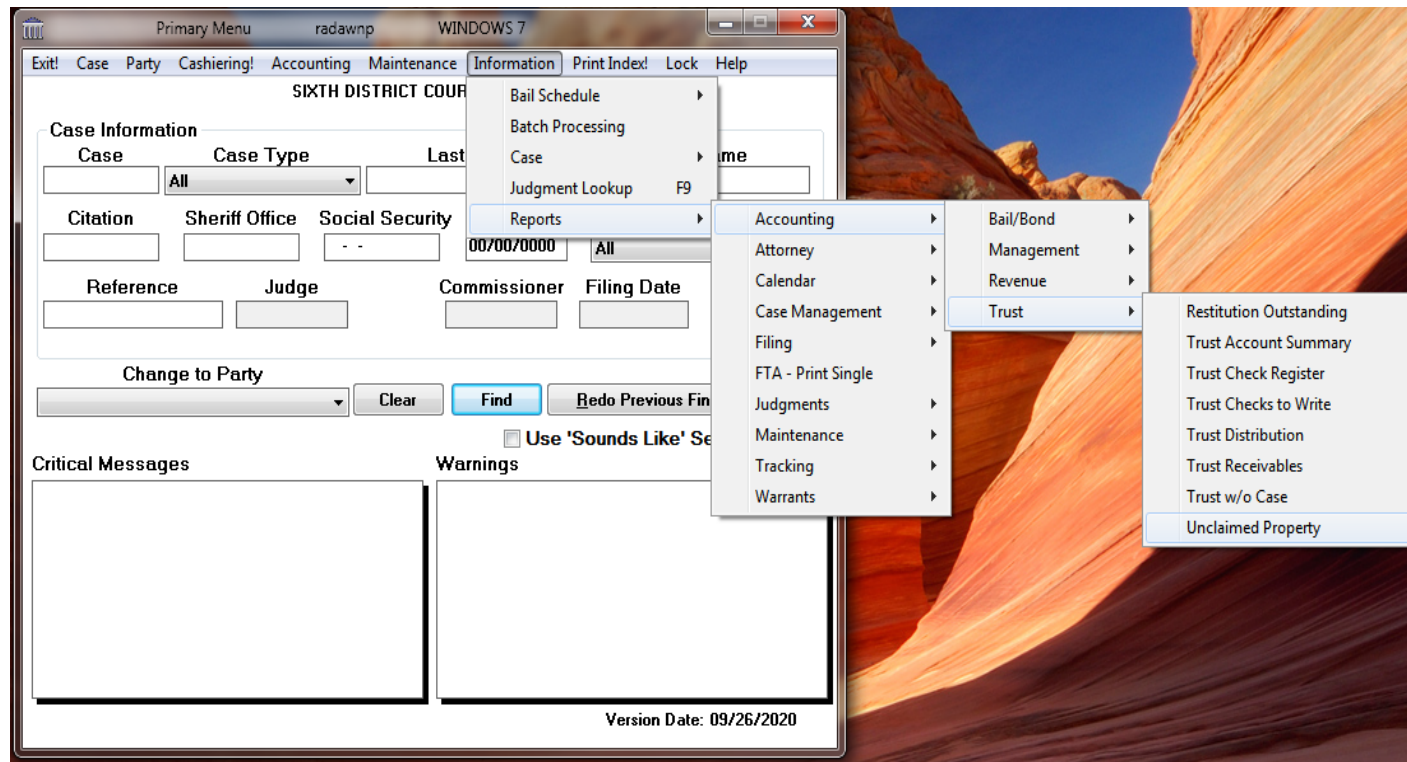 Primary Menu radawnp WINDOWS 7
Exit! Case Party Cashiering! Accounting Maintenance Information Print Index! Lock Help
SIXTH DISTRICT COUR
Bail Schedule
Batch Processing
Case
Judgment Lookup F9
Reports
Case Information
Case Case Type Last ame
All
Citation Sheriff Office Social Security
- - 00/00/0000 All
Reference Judge Commissioner Filing Date
Change to Party
Clear Find Redo Previous Fin
Use 'Sounds Like' Se
Critical Messages Warnings
Accounting
Attorney
Calendar
Case Management
Filing
FTA - Print Single
Judgments
Maintenance
Tracking
Warrants
Bail/Bond
Management
Revenue
Trust
Restitution Outstanding
Trust Account Summary
Trust Check Register
Trust Checks to Write
Trust Distribution
Trust Receivables
Trust w/o Case
Unclaimed Property
Version Date: 09/26/2020